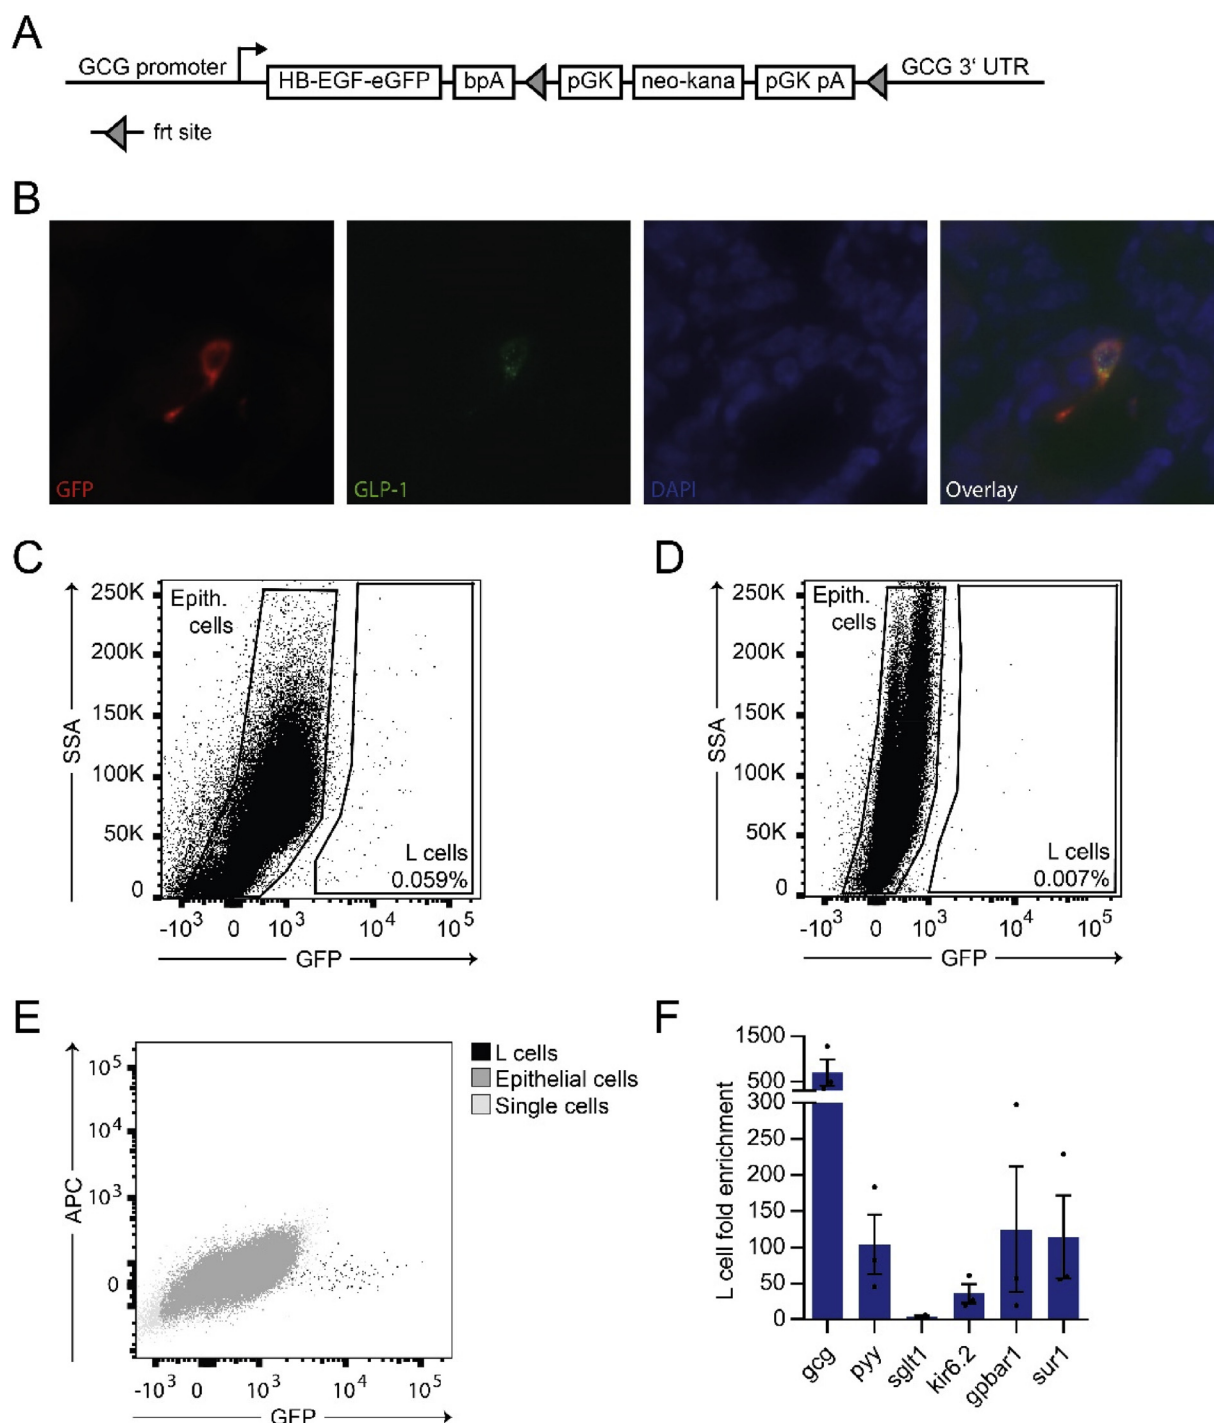 A
GCG promoter
HB-EGF-eGFP
bpA
pGK
neo-kana
pGK pA
GCG 3' UTR
frt site
B
GFP
GLP-1
DAPI
Overlay
C
250K
200K
150K
100K
50K
0
SSA
Epith.
cells
L cells
0.059%
-10³ 0 10³ 10⁴ 10⁵
GFP
D
250K
200K
150K
100K
50K
0
SSA
Epith.
cells
L cells
0.007%
-10³ 0 10³ 10⁴ 10⁵
GFP
E
10⁵
10⁴
10³
0
APC
L cells
Epithelial cells
Single cells
-10³ 0 10³ 10⁴ 10⁵
GFP
F
1500
500
300
250
200
150
100
50
0
L cell fold enrichment
gcg
pyy
sglt1
kir6.2
gpbar1
sur1